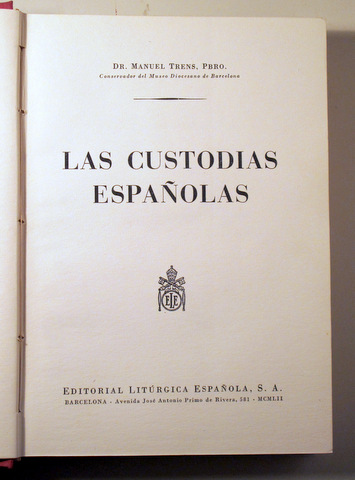 DR. MANUEL TRENS, PBRO.
Conservador del Museo Diocesano de Barcelona
LAS CUSTODIAS
ESPAÑOLAS
ELE
EDITORIAL LITÚRGICA ESPAÑOLA, S. A.
BARCELONA - Avenida José Antonio Primo de Rivera, 581 - MCMLII